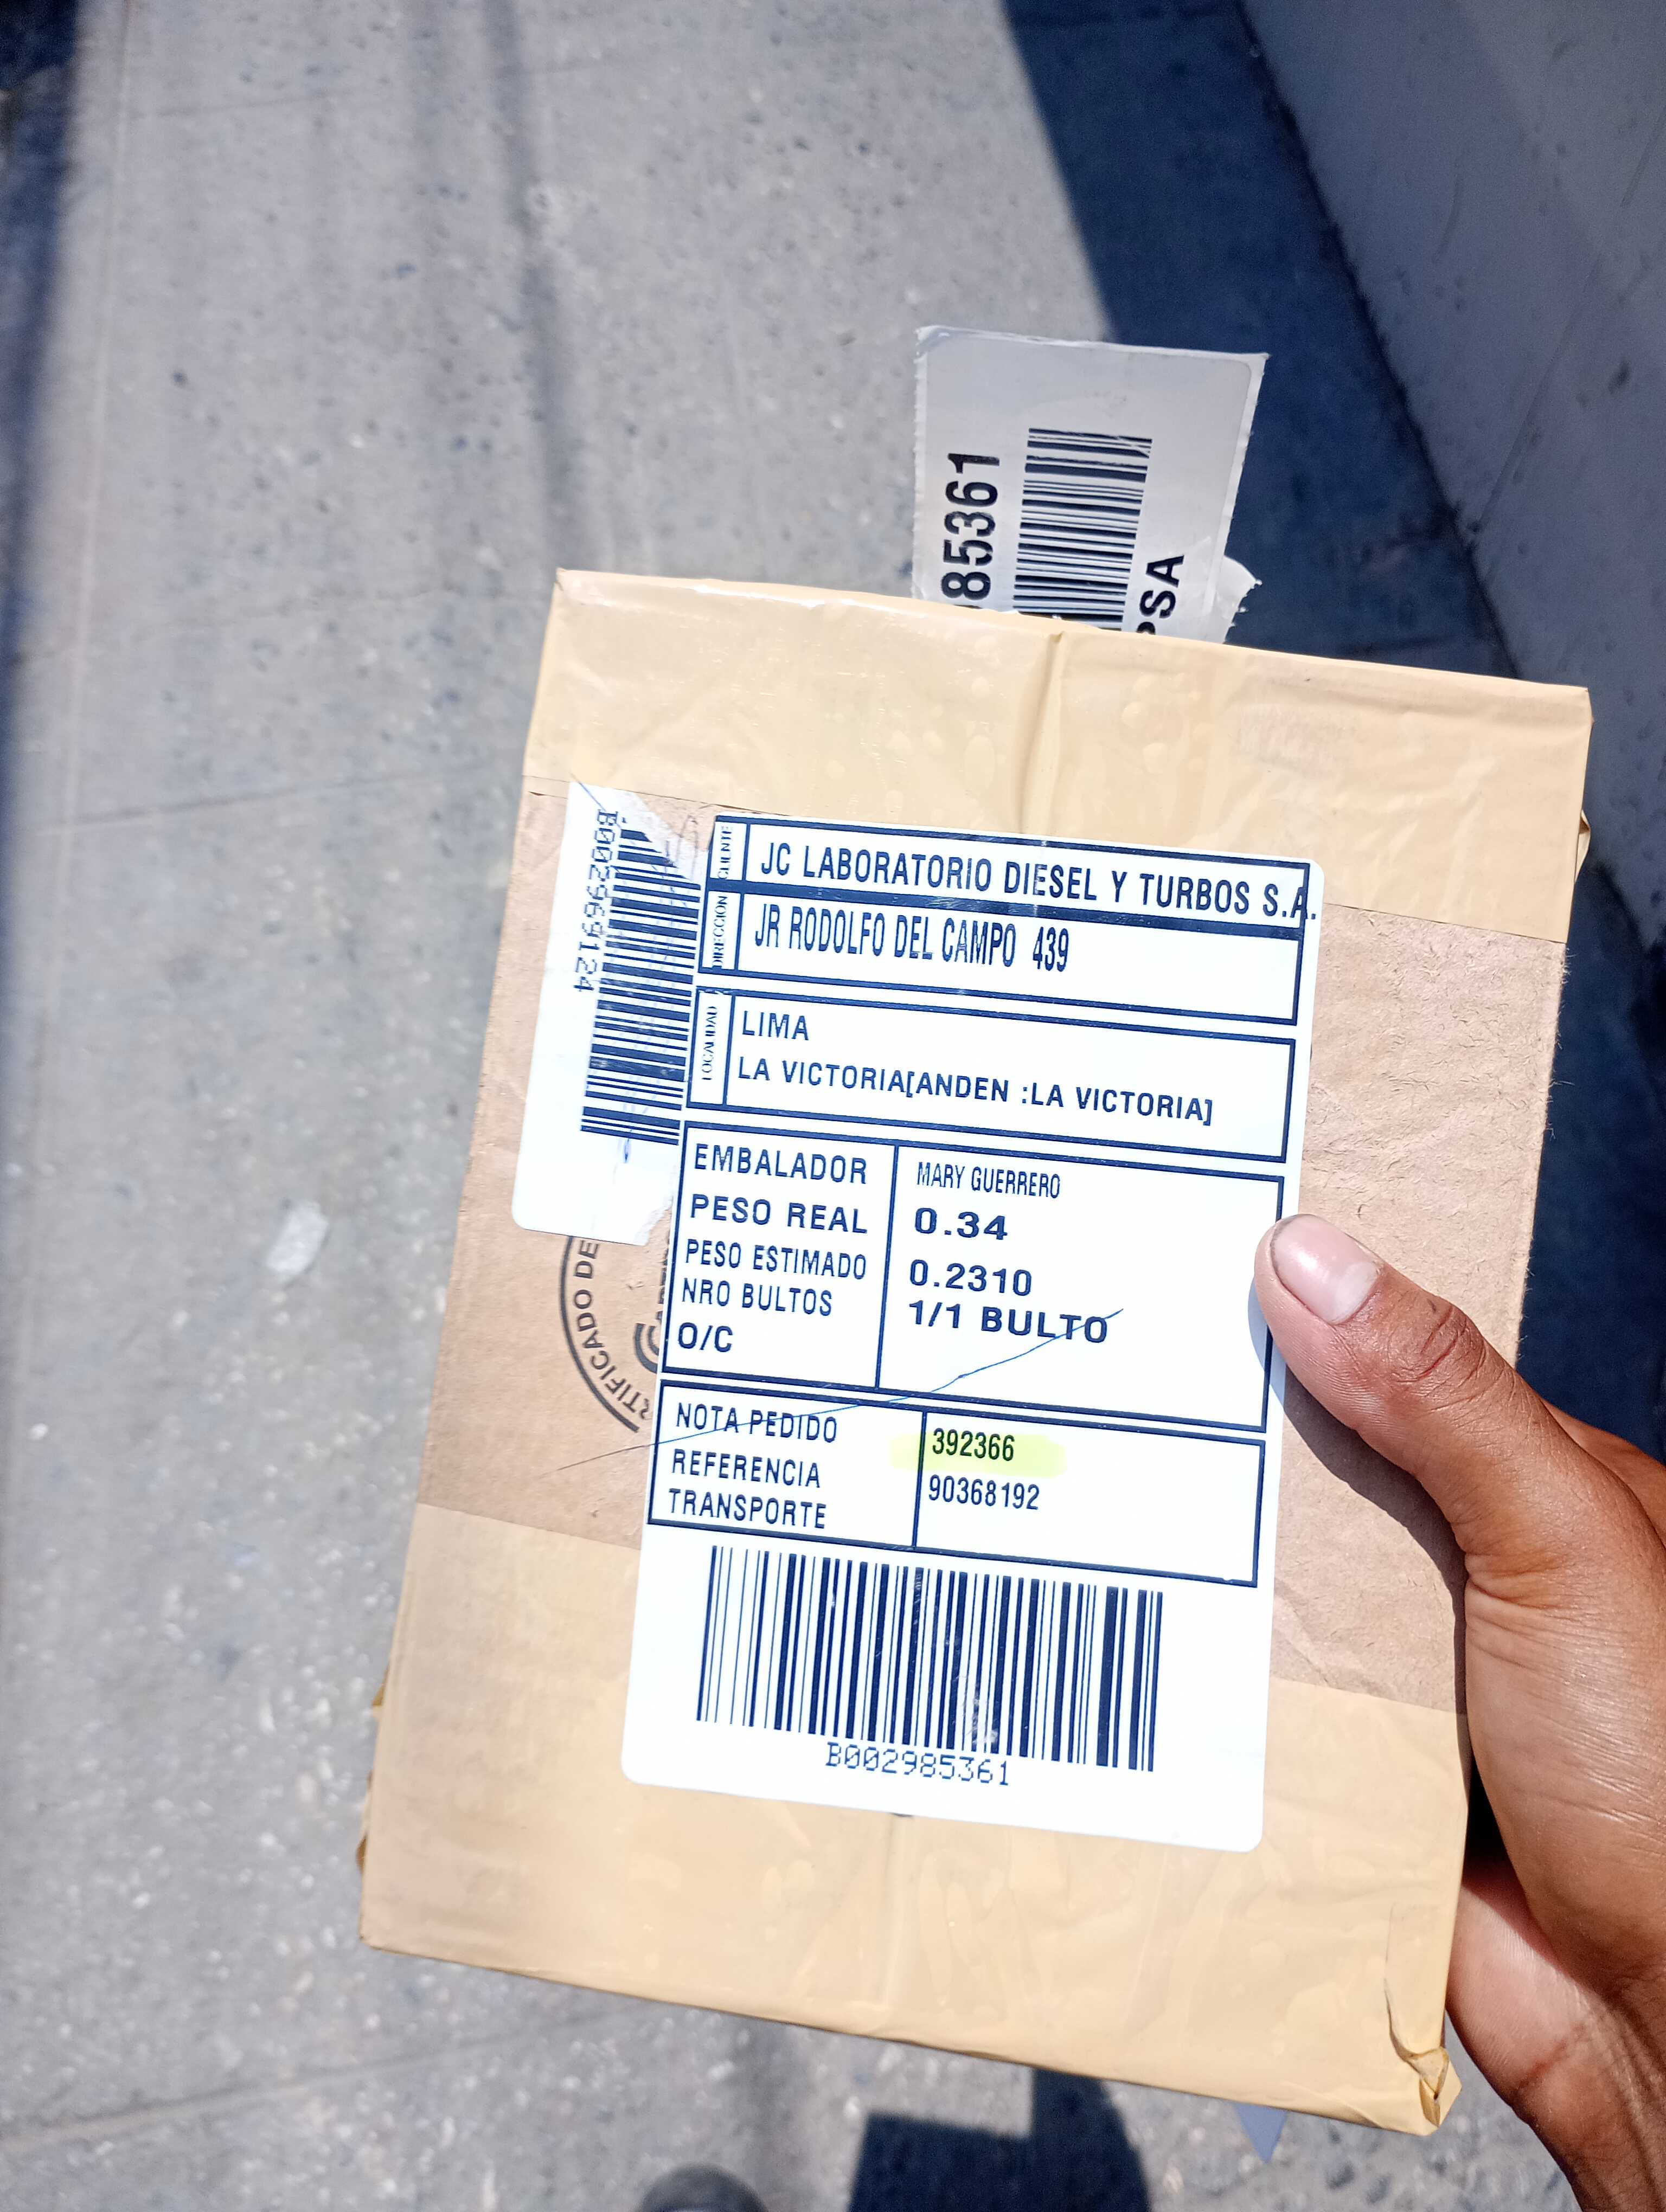 85361
PSA
B002969124
CLIENTE
JC LABORATORIO DIESEL Y TURBOS S.A.
DIRECCION
JR RODOLFO DEL CAMPO 439
LOCALIDAD
LIMA
LA VICTORIA[ANDEN :LA VICTORIA]
EMBALADOR MARY GUERRERO
PESO REAL 0.34
PESO ESTIMADO 0.2310
NRO BULTOS 1/1 BULTO
O/C
NOTA PEDIDO 392366
REFERENCIA 90368192
TRANSPORTE
B002985361
DE